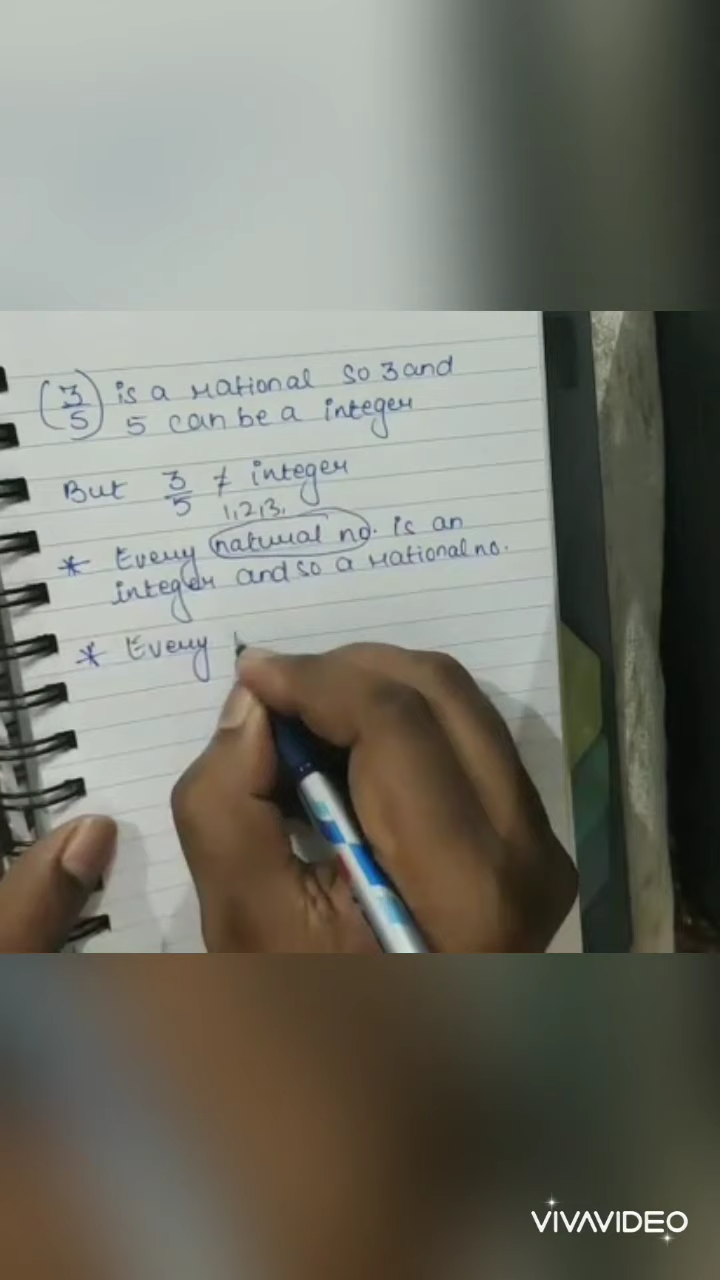 (3/5) is a rational so 3 and
5 can be a integer
But 3/5 ≠ integer
1,2,3,
* Every natural no. is an
integer and so a rational no.
* Every
VIVAVIDEO